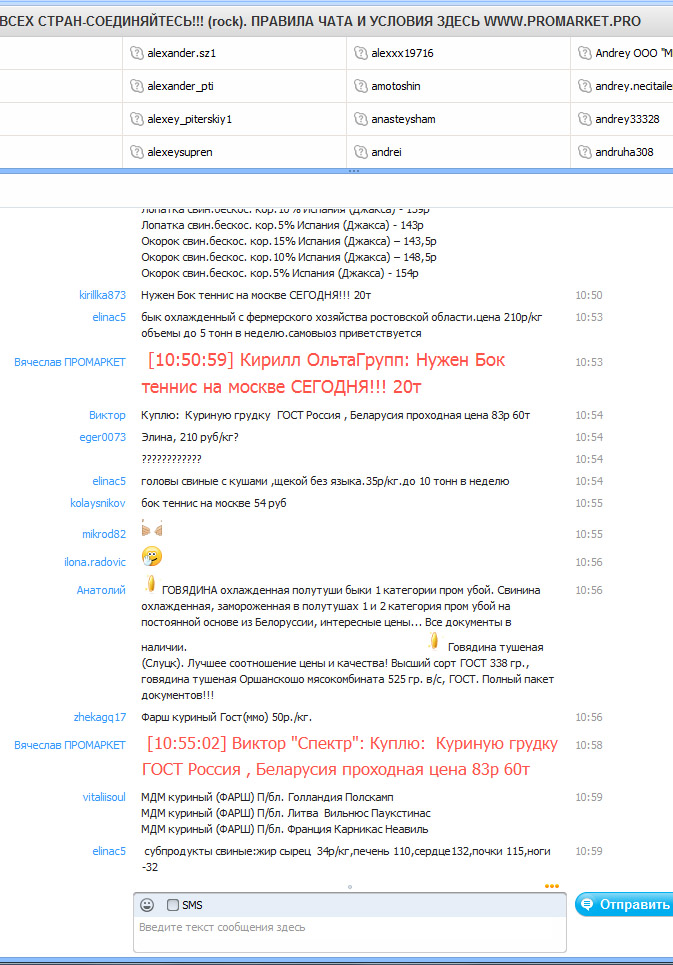 ВСЕХ СТРАН-СОЕДИНЯЙТЕСЬ!!! (rock). ПРАВИЛА ЧАТА И УСЛОВИЯ ЗДЕСЬ WWW.PROMARKET.PRO
alexander.sz1 alexxx19716 Andrey ООО "М
alexander_pti amotoshin andrey.necitaile
alexey_piterskiy1 anasteysham andrey33328
alexeysupren andrei andruha308
Лопатка свин.бескос. кор.10% Испания (Джакса) - 139р
Лопатка свин.бескос. кор.5% Испания (Джакса) - 143р
Окорок свин.бескос. кор.15% Испания (Джакса) – 143,5р
Окорок свин.бескос. кор.10% Испания (Джакса) – 148,5р
Окорок свин.бескос. кор.5% Испания (Джакса) - 154р
kirillka873 Нужен Бок теннис на москве СЕГОДНЯ!!! 20т 10:50
elinac5 бык охлажденный с фермерского хозяйства ростовской области.цена 210р/кг 10:53
объемы до 5 тонн в неделю.самовыоз приветствуется
Вячеслав ПРОМАРКЕТ [10:50:59] Кирилл ОльтаГрупп: Нужен Бок 10:53
теннис на москве СЕГОДНЯ!!! 20т
Виктор Куплю: Куриную грудку ГОСТ Россия , Беларусия проходная цена 83р 60т 10:54
eger0073 Элина, 210 руб/кг? 10:54
???????????? 10:54
elinac5 головы свиные с кушами ,щекой без языка.35р/кг.до 10 тонн в неделю 10:54
kolaysnikov бок теннис на москве 54 руб 10:55
mikrod82 10:55
ilona.radovic 10:56
Анатолий ГОВЯДИНА охлажденная полутуши быки 1 категории пром убой. Свинина 10:56
охлажденная, замороженная в полутушах 1 и 2 категория пром убой на
постоянной основе из Белоруссии, интересные цены... Все документы в
наличии. Говядина тушеная
(Слуцк). Лучшее соотношение цены и качества! Высший сорт ГОСТ 338 гр.,
говядина тушеная Оршанскошо мясокомбината 525 гр. в/с, ГОСТ. Полный пакет
документов!!!
zhekagq17 Фарш куриный Гост(ммо) 50р./кг. 10:56
Вячеслав ПРОМАРКЕТ [10:55:02] Виктор "Спектр": Куплю: Куриную грудку 10:58
ГОСТ Россия , Беларусия проходная цена 83р 60т
vitaliisoul МДМ куриный (ФАРШ) П/бл. Голландия Полскамп 10:59
МДМ куриный (ФАРШ) П/бл. Литва Вильнюс Паукстинас
МДМ куриный (ФАРШ) П/бл. Франция Карникас Неавиль
elinac5 субпродукты свиные:жир сырец 34р/кг,печень 110,сердце132,почки 115,ноги 10:59
-32
SMS
Введите текст сообщения здесь
Отправить